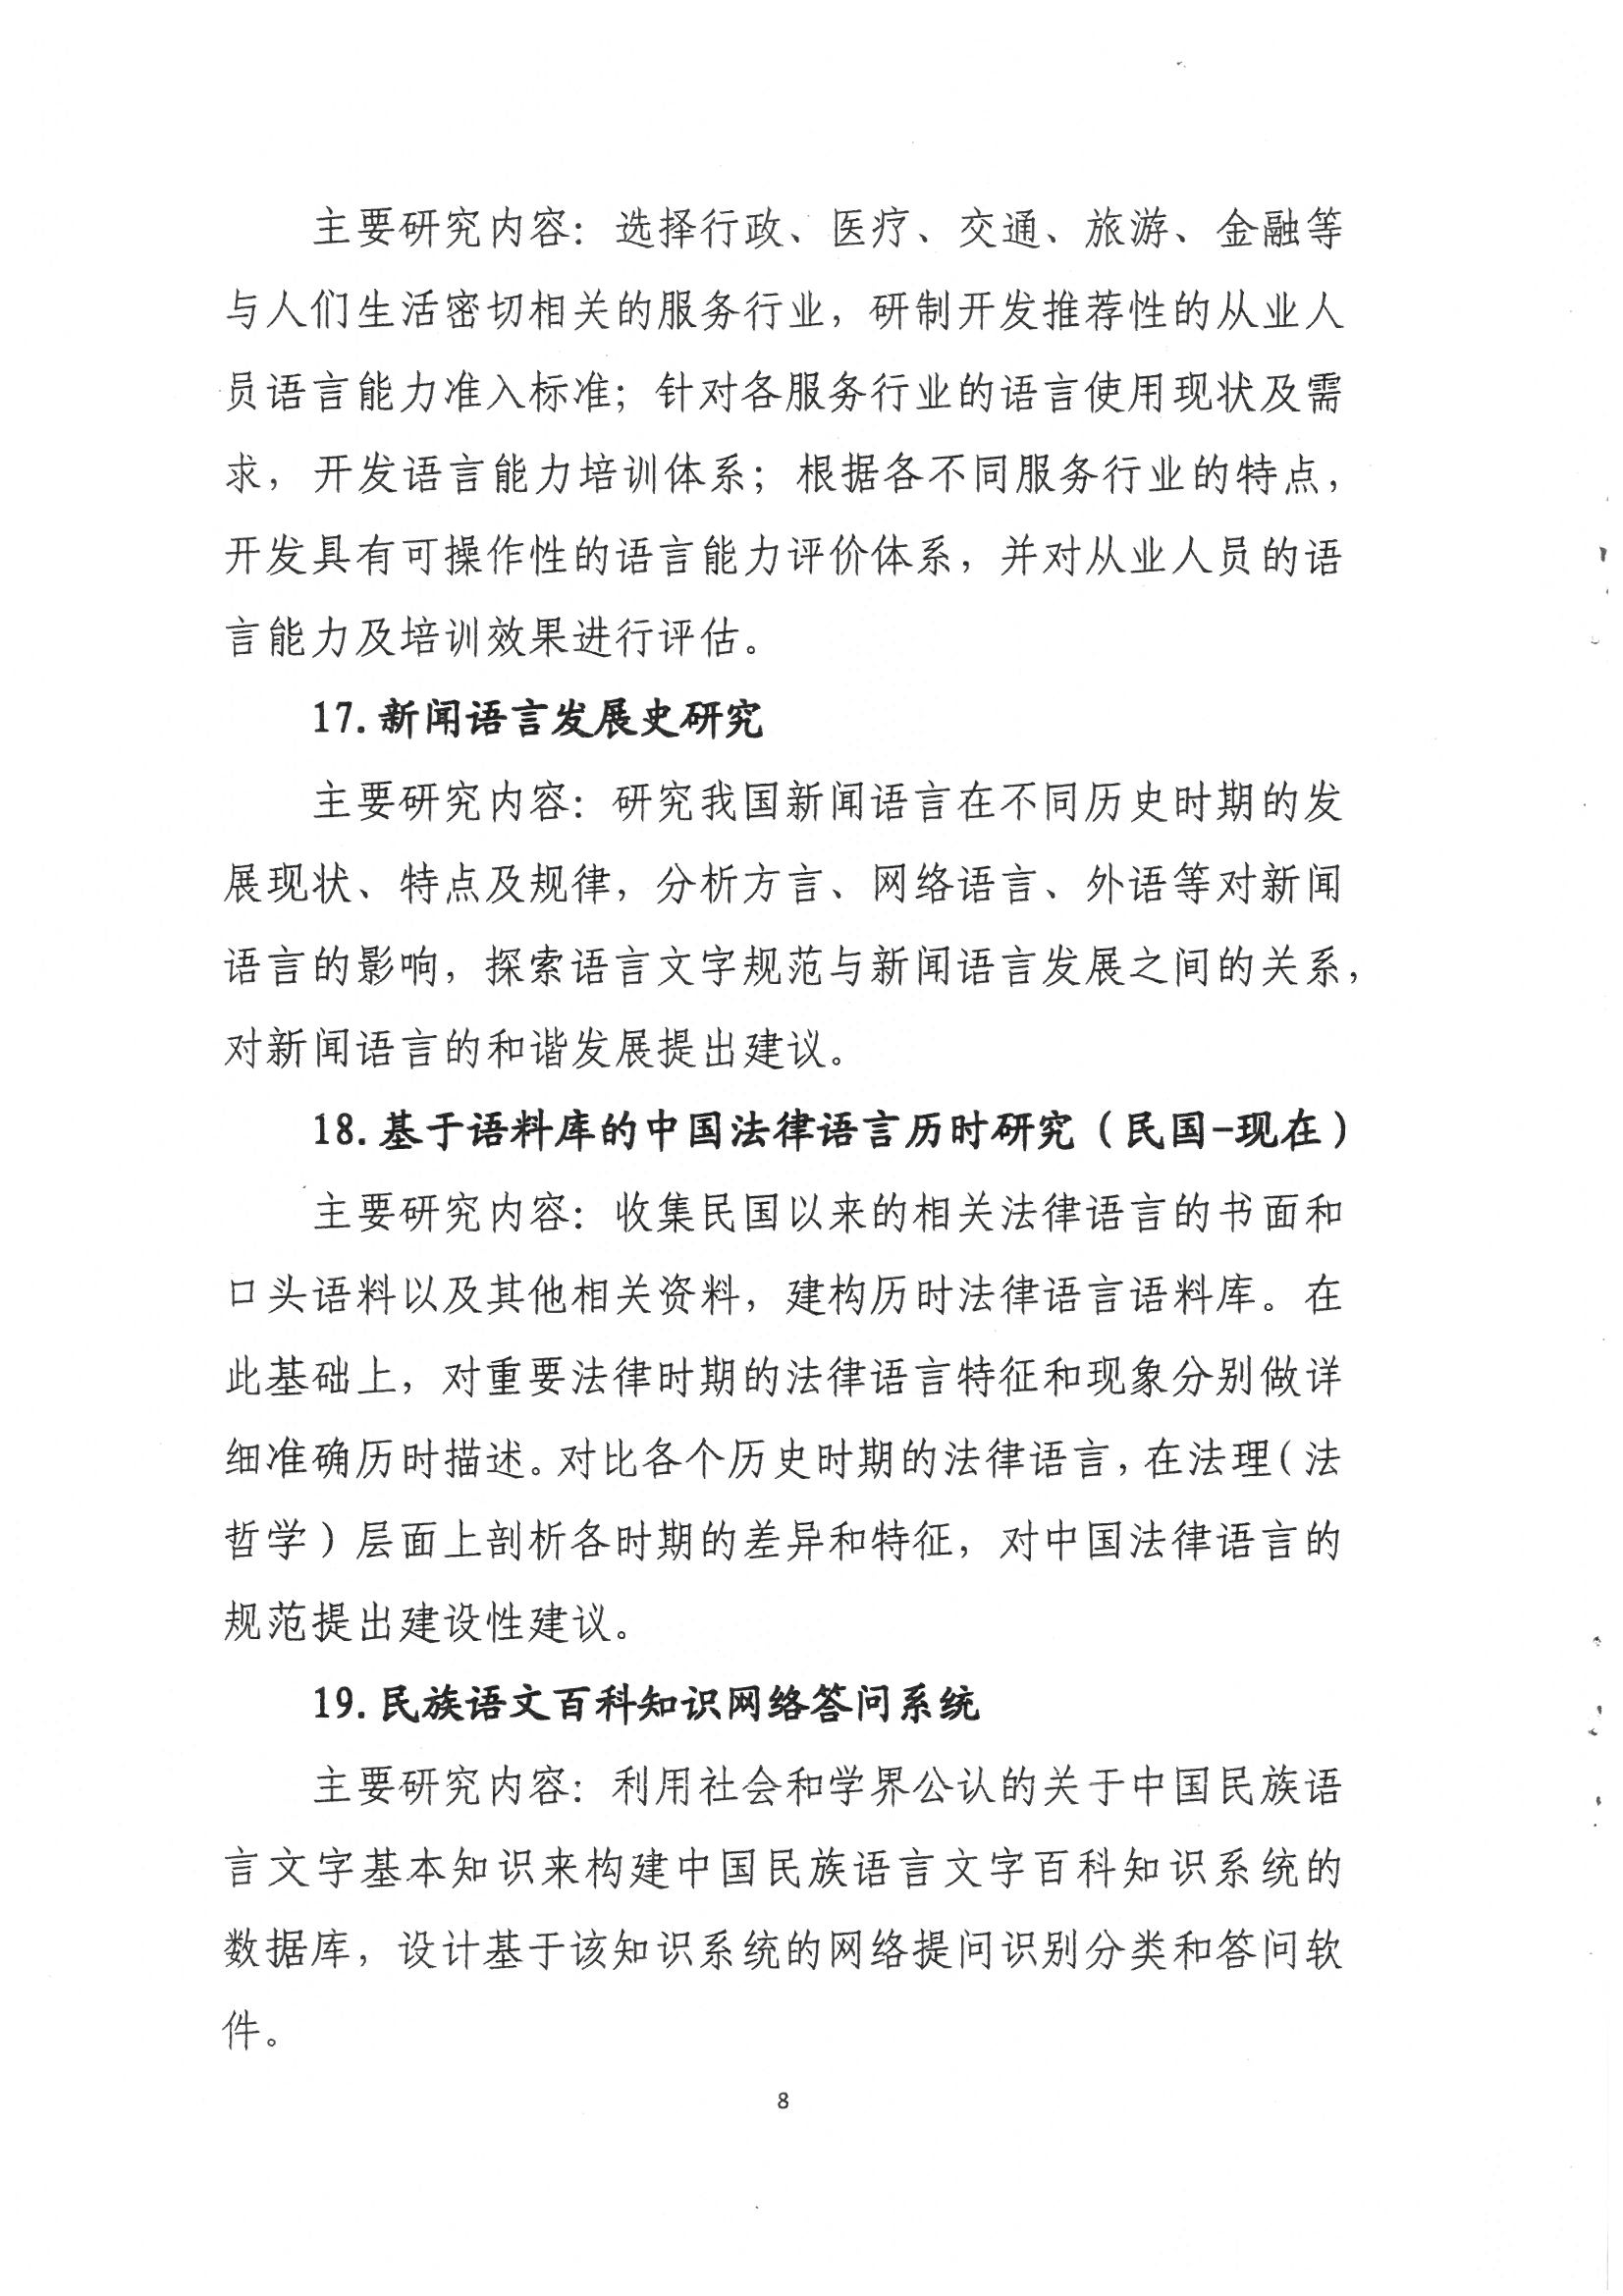 主要研究内容：选择行政、医疗、交通、旅游、金融等
与人们生活密切相关的服务行业，研制开发推荐性的从业人
员语言能力准入标准；针对各服务行业的语言使用现状及需
求，开发语言能力培训体系；根据各不同服务行业的特点，
开发具有可操作性的语言能力评价体系，并对从业人员的语
言能力及培训效果进行评估。
17.新闻语言发展史研究
主要研究内容：研究我国新闻语言在不同历史时期的发
展现状、特点及规律，分析方言、网络语言、外语等对新闻
语言的影响，探索语言文字规范与新闻语言发展之间的关系，
对新闻语言的和谐发展提出建议。
18.基于语料库的中国法律语言历时研究（民国-现在）
主要研究内容：收集民国以来的相关法律语言的书面和
口头语料以及其他相关资料，建构历时法律语言语料库。在
此基础上，对重要法律时期的法律语言特征和现象分别做详
细准确历时描述。对比各个历史时期的法律语言，在法理（法
哲学）层面上剖析各时期的差异和特征，对中国法律语言的
规范提出建设性建议。
19.民族语文百科知识网络答问系统
主要研究内容：利用社会和学界公认的关于中国民族语
言文字基本知识来构建中国民族语言文字百科知识系统的
数据库，设计基于该知识系统的网络提问识别分类和答问软
件。
8